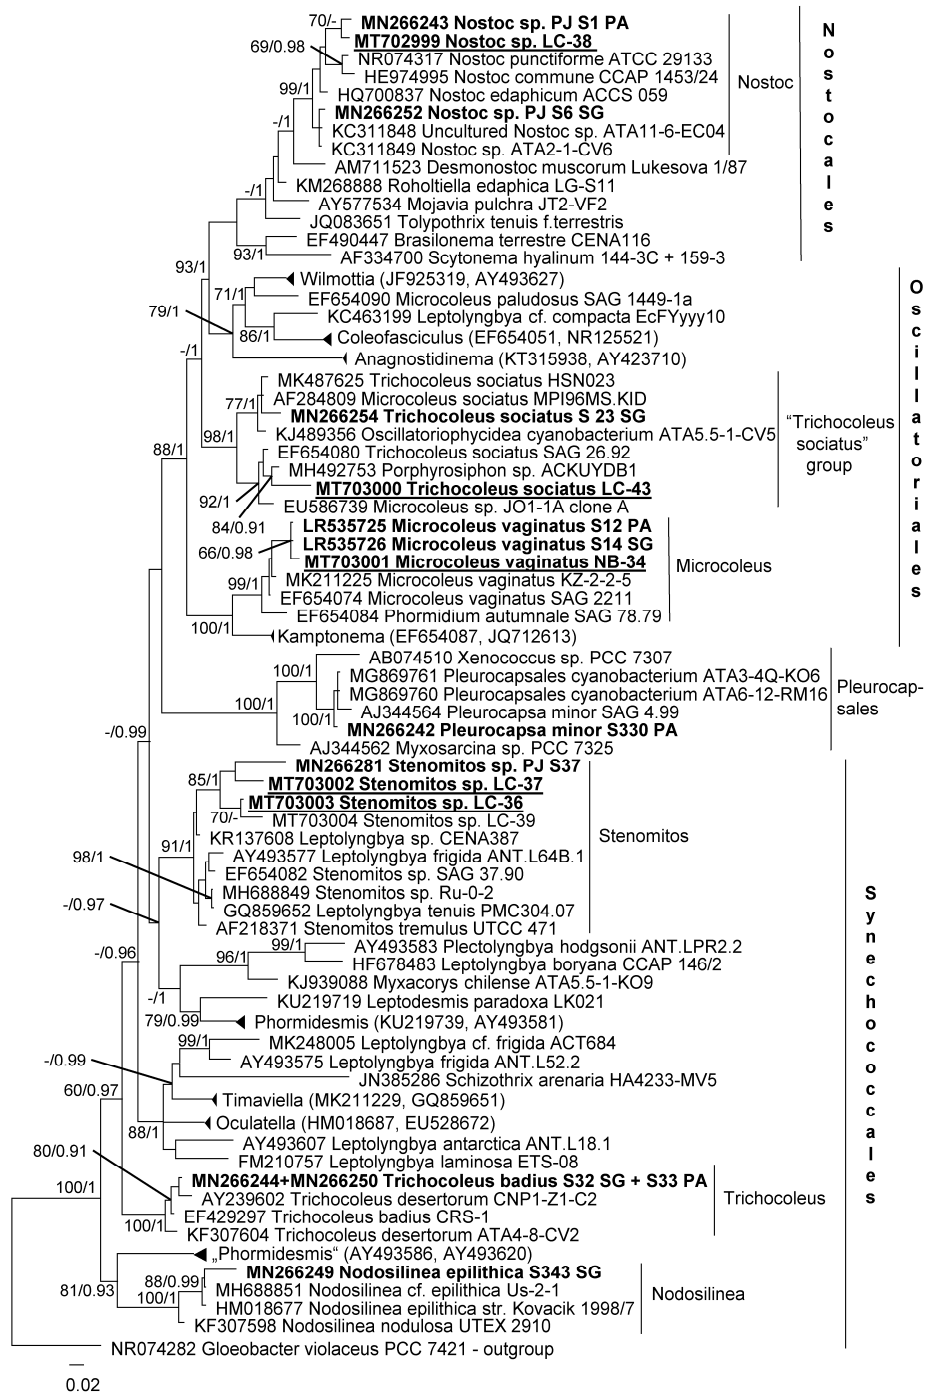 70/-
MN266243 Nostoc sp. PJ S1 PA
MT702999 Nostoc sp. LC-38
69/0.98
NR074317 Nostoc punctiforme ATCC 29133
HE974995 Nostoc commune CCAP 1453/24
99/1
HQ700837 Nostoc edaphicum ACCS 059
MN266252 Nostoc sp. PJ S6 SG
-/1
KC311848 Uncultured Nostoc sp. ATA11-6-EC04
KC311849 Nostoc sp. ATA2-1-CV6
Nostoc
Nostocales
AM711523 Desmonostoc muscorum Lukesova 1/87
-/1
KM268888 Roholtiella edaphica LG-S11
AY577534 Mojavia pulchra JT2-VF2
JQ083651 Tolypothrix tenuis f.terrestris
EF490447 Brasilonema terrestre CENA116
93/1
AF334700 Scytonema hyalinum 144-3C + 159-3
93/1
Wilmottia (JF925319, AY493627)
71/1
EF654090 Microcoleus paludosus SAG 1449-1a
79/1
KC463199 Leptolyngbya cf. compacta EcFYyyy10
86/1
Coleofasciculus (EF654051, NR125521)
Anagnostidinema (KT315938, AY423710)
-/1
MK487625 Trichocoleus sociatus HSN023
AF284809 Microcoleus sociatus MPI96MS.KID
77/1
MN266254 Trichocoleus sociatus S 23 SG
98/1
KJ489356 Oscillatoriophycidea cyanobacterium ATA5.5-1-CV5
88/1
EF654080 Trichocoleus sociatus SAG 26.92
MH492753 Porphyrosiphon sp. ACKUYDB1
MT703000 Trichocoleus sociatus LC-43
92/1
EU586739 Microcoleus sp. JO1-1A clone A
84/0.91
"Trichocoleus
sociatus"
group
Oscillatoriales
LR535725 Microcoleus vaginatus S12 PA
LR535726 Microcoleus vaginatus S14 SG
66/0.98
MT703001 Microcoleus vaginatus NB-34
99/1
MK211225 Microcoleus vaginatus KZ-2-2-5
EF654074 Microcoleus vaginatus SAG 2211
EF654084 Phormidium autumnale SAG 78.79
Microcoleus
100/1
Kamptonema (EF654087, JQ712613)
AB074510 Xenococcus sp. PCC 7307
100/1
MG869761 Pleurocapsales cyanobacterium ATA3-4Q-KO6
MG869760 Pleurocapsales cyanobacterium ATA6-12-RM16
100/1
AJ344564 Pleurocapsa minor SAG 4.99
100/1
MN266242 Pleurocapsa minor S330 PA
AJ344562 Myxosarcina sp. PCC 7325
Pleurocap-
sales
-/0.99
MN266281 Stenomitos sp. PJ S37
85/1
MT703002 Stenomitos sp. LC-37
MT703003 Stenomitos sp. LC-36
70/-
MT703004 Stenomitos sp. LC-39
KR137608 Leptolyngbya sp. CENA387
91/1
AY493577 Leptolyngbya frigida ANT.L64B.1
98/1
EF654082 Stenomitos sp. SAG 37.90
MH688849 Stenomitos sp. Ru-0-2
GQ859652 Leptolyngbya tenuis PMC304.07
AF218371 Stenomitos tremulus UTCC 471
Stenomitos
Synechococcales
-/0.97
99/1
AY493583 Plectolyngbya hodgsonii ANT.LPR2.2
-/0.96
96/1
HF678483 Leptolyngbya boryana CCAP 146/2
KJ939088 Myxacorys chilense ATA5.5-1-KO9
-/1
KU219719 Leptodesmis paradoxa LK021
79/0.99
Phormidesmis (KU219739, AY493581)
99/1
MK248005 Leptolyngbya cf. frigida ACT684
-/0.99
AY493575 Leptolyngbya frigida ANT.L52.2
JN385286 Schizothrix arenaria HA4233-MV5
60/0.97
Timaviella (MK211229, GQ859651)
Oculatella (HM018687, EU528672)
88/1
AY493607 Leptolyngbya antarctica ANT.L18.1
80/0.91
FM210757 Leptolyngbya laminosa ETS-08
MN266244+MN266250 Trichocoleus badius S32 SG + S33 PA
100/1
AY239602 Trichocoleus desertorum CNP1-Z1-C2
EF429297 Trichocoleus badius CRS-1
100/1
KF307604 Trichocoleus desertorum ATA4-8-CV2
Trichocoleus
„Phormidesmis“ (AY493586, AY493620)
MN266249 Nodosilinea epilithica S343 SG
88/0.99
81/0.93
MH688851 Nodosilinea cf. epilithica Us-2-1
100/1
HM018677 Nodosilinea epilithica str. Kovacik 1998/7
KF307598 Nodosilinea nodulosa UTEX 2910
Nodosilinea
NR074282 Gloeobacter violaceus PCC 7421 - outgroup
0.02